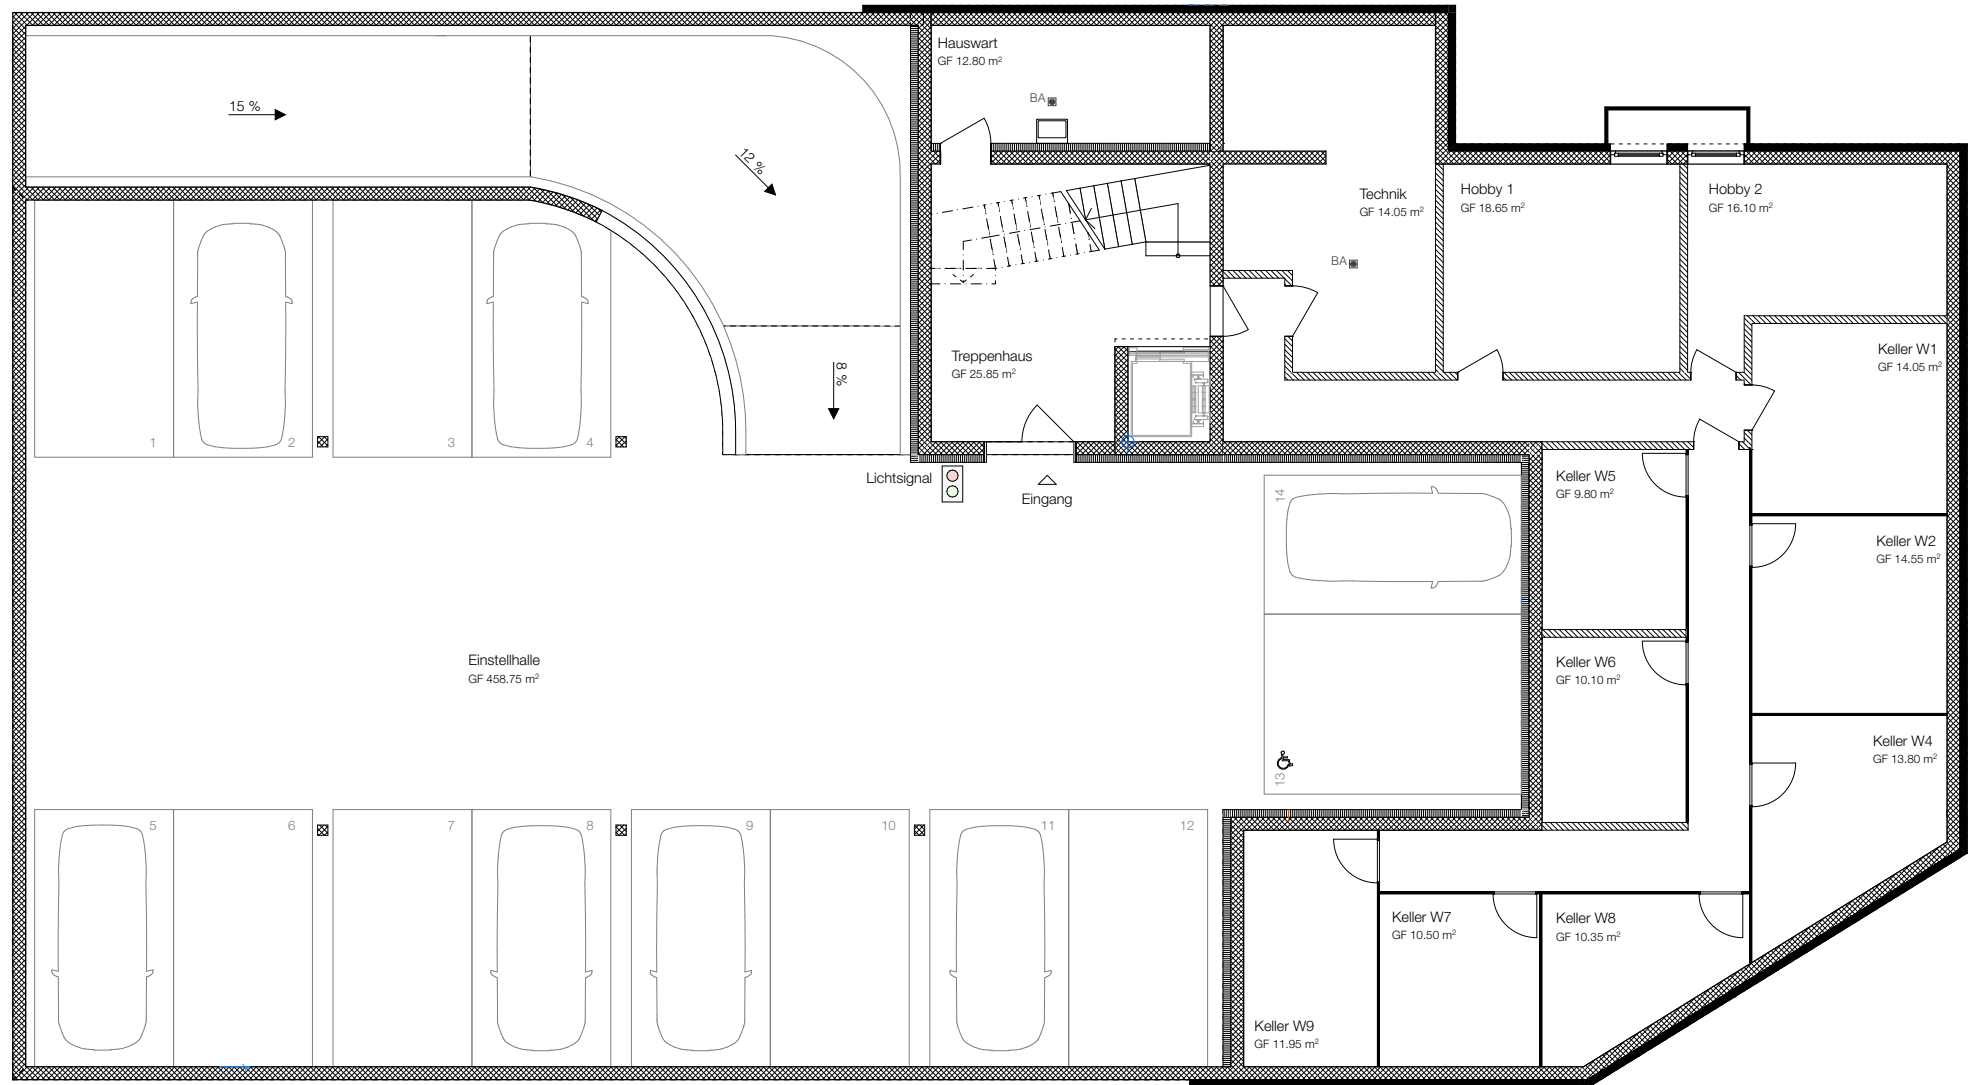 15 %
12 %
8 %
Hauswart
GF 12.80 m²
BA
Technik
GF 14.05 m²
BA
Hobby 1
GF 18.65 m²
Hobby 2
GF 16.10 m²
Treppenhaus
GF 25.85 m²
Keller W1
GF 14.05 m²
1
2
3
4
Lichtsignal
Eingang
14
Keller W5
GF 9.80 m²
Keller W2
GF 14.55 m²
Einstellhalle
GF 458.75 m²
Keller W6
GF 10.10 m²
13
Keller W4
GF 13.80 m²
5
6
7
8
9
10
11
12
Keller W7
GF 10.50 m²
Keller W8
GF 10.35 m²
Keller W9
GF 11.95 m²